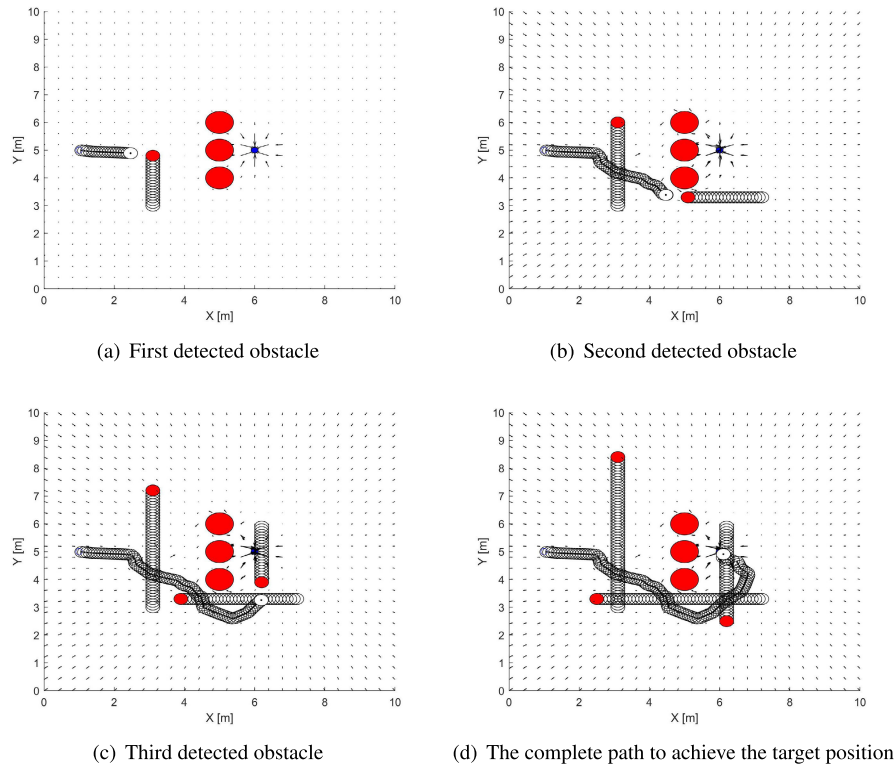 10
9
8
7
6
5
4
3
2
1
0
Y [m]
0 2 4 6 8 10
X [m]
(a) First detected obstacle
10
9
8
7
6
5
4
3
2
1
0
Y [m]
0 2 4 6 8 10
X [m]
(b) Second detected obstacle
10
9
8
7
6
5
4
3
2
1
0
Y [m]
0 2 4 6 8 10
X [m]
(c) Third detected obstacle
10
9
8
7
6
5
4
3
2
1
0
Y [m]
0 2 4 6 8 10
X [m]
(d) The complete path to achieve the target position